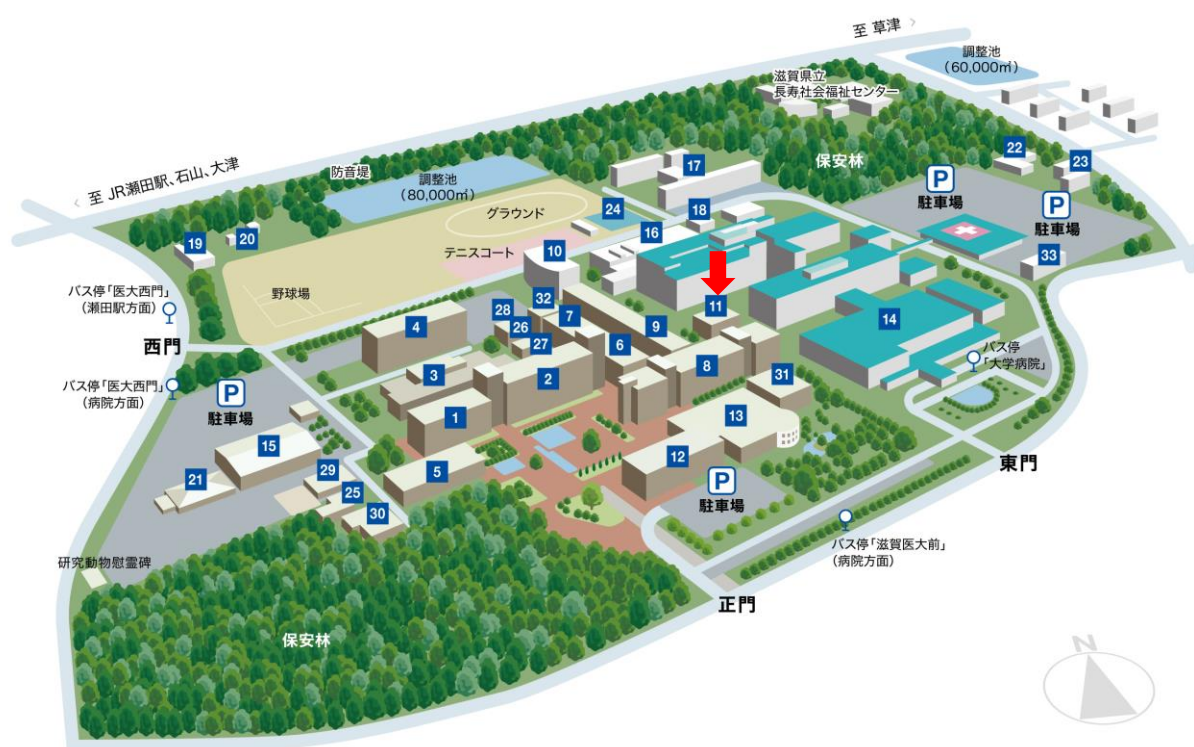 至 草津
調整池
(60,000㎡)
滋賀県立
長寿社会福祉センター
保安林
22
23
P
駐車場
P
駐車場
33
至 JR瀬田駅、石山、大津
防音堤
調整池
(80,000㎡)
グラウンド
テニスコート
野球場
17
24
18
16
19
20
10
11
バス停「医大西門」
(瀬田駅方面)
西門
バス停「医大西門」
(病院方面)
P
駐車場
28
32
26
7
27
9
4
6
3
2
8
14
バス停
「大学病院」
31
1
13
5
12
P
駐車場
15
21
29
25
30
東門
バス停「滋賀医大前」
(病院方面)
正門
研究動物慰霊碑
保安林
N